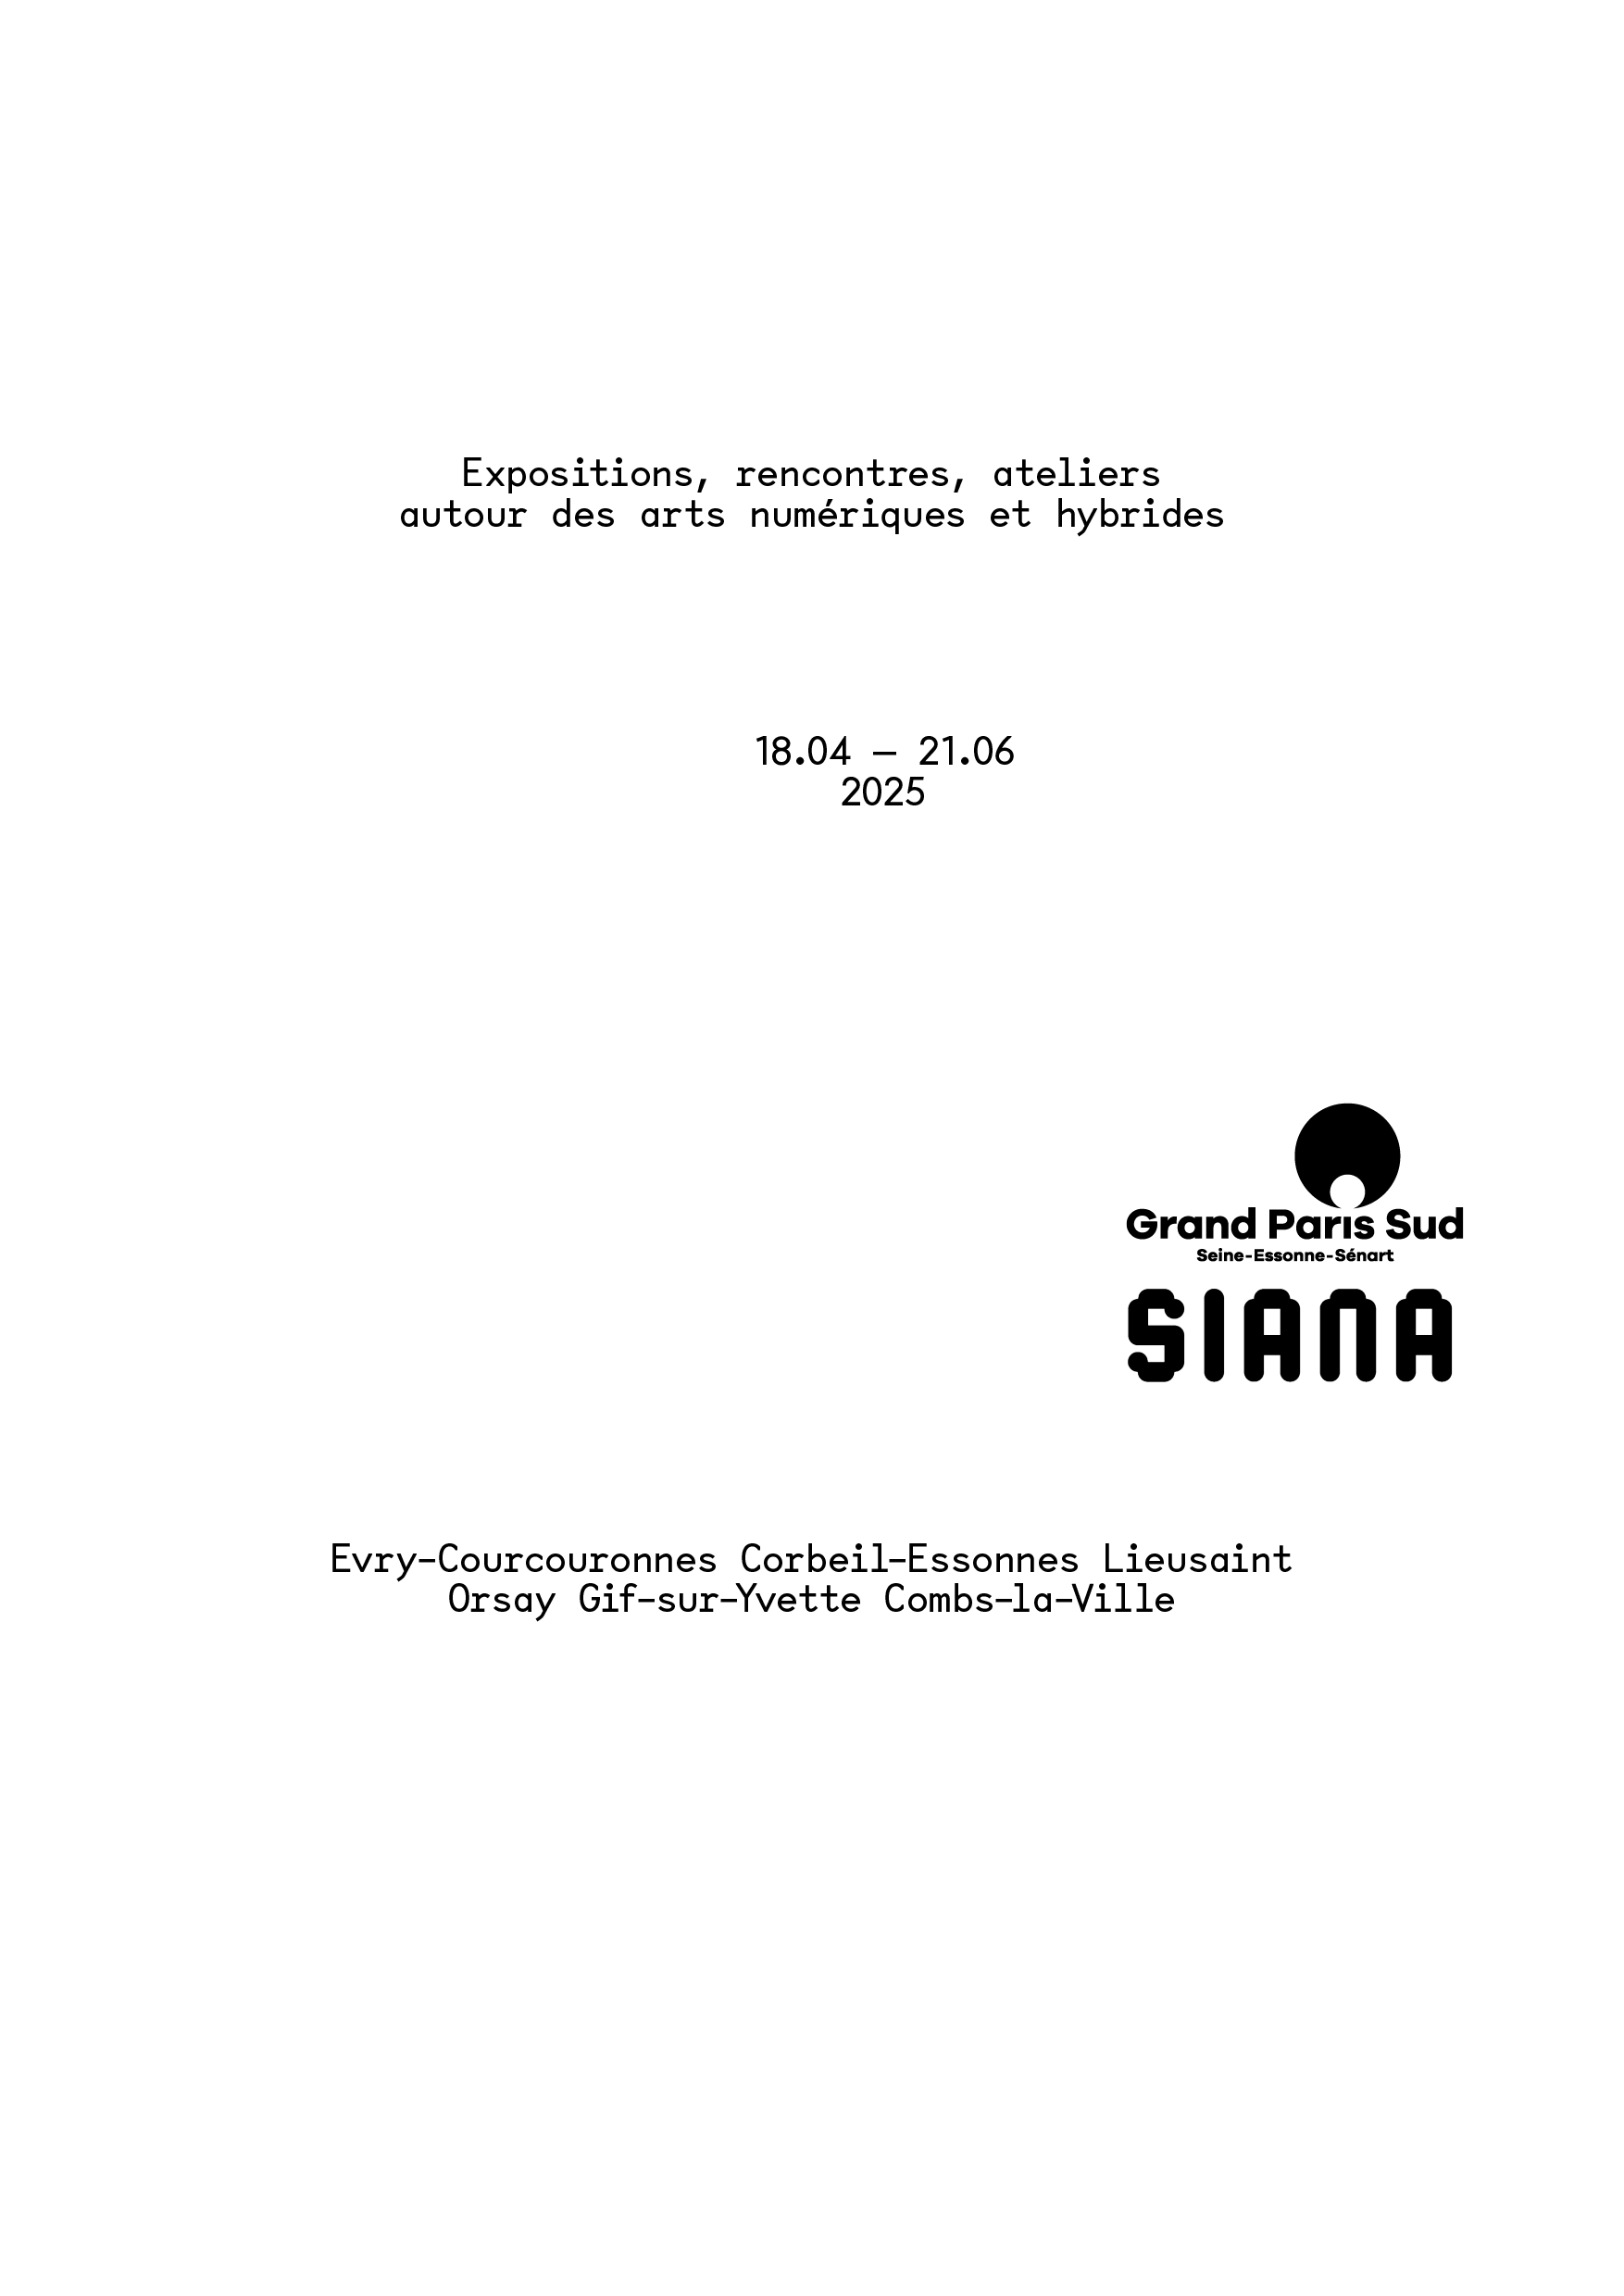 Expositions, rencontres, ateliers
autour des arts numériques et hybrides
18.04 – 21.06
2025
Grand Paris Sud
Seine-Essonne-Sénart
SIANA
Evry-Courcouronnes Corbeil-Essonnes Lieusaint
Orsay Gif-sur-Yvette Combs-la-Ville